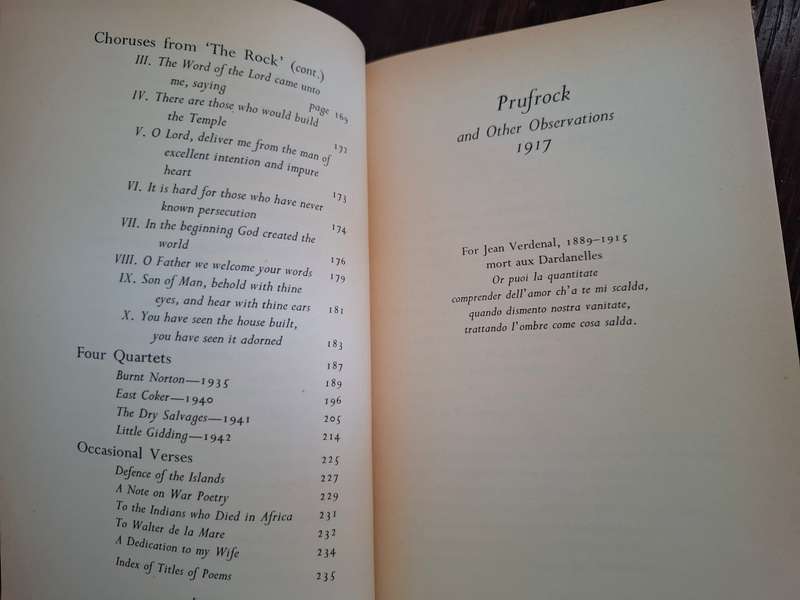 Choruses from 'The Rock' (cont.)
III. The Word of the Lord came unto
me, saying
page 169
IV. There are those who would build
the Temple
172
V. O Lord, deliver me from the man of
excellent intention and impure
heart
173
VI. It is hard for those who have never
known persecution
174
VII. In the beginning God created the
world
176
VIII. O Father we welcome your words 179
IX. Son of Man, behold with thine
eyes, and hear with thine ears 181
X. You have seen the house built,
you have seen it adorned 183
Four Quartets 187
Burnt Norton—1935 189
East Coker—1940 196
The Dry Salvages—1941 205
Little Gidding—1942 214
Occasional Verses 225
Defence of the Islands 227
A Note on War Poetry 229
To the Indians who Died in Africa 231
To Walter de la Mare 232
A Dedication to my Wife 234
Index of Titles of Poems 235
Prufrock
and Other Observations
1917
For Jean Verdenal, 1889–1915
mort aux Dardanelles
Or puoi la quantitate
comprender dell'amor ch'a te mi scalda,
quando dismento nostra vanitate,
trattando l'ombre come cosa salda.